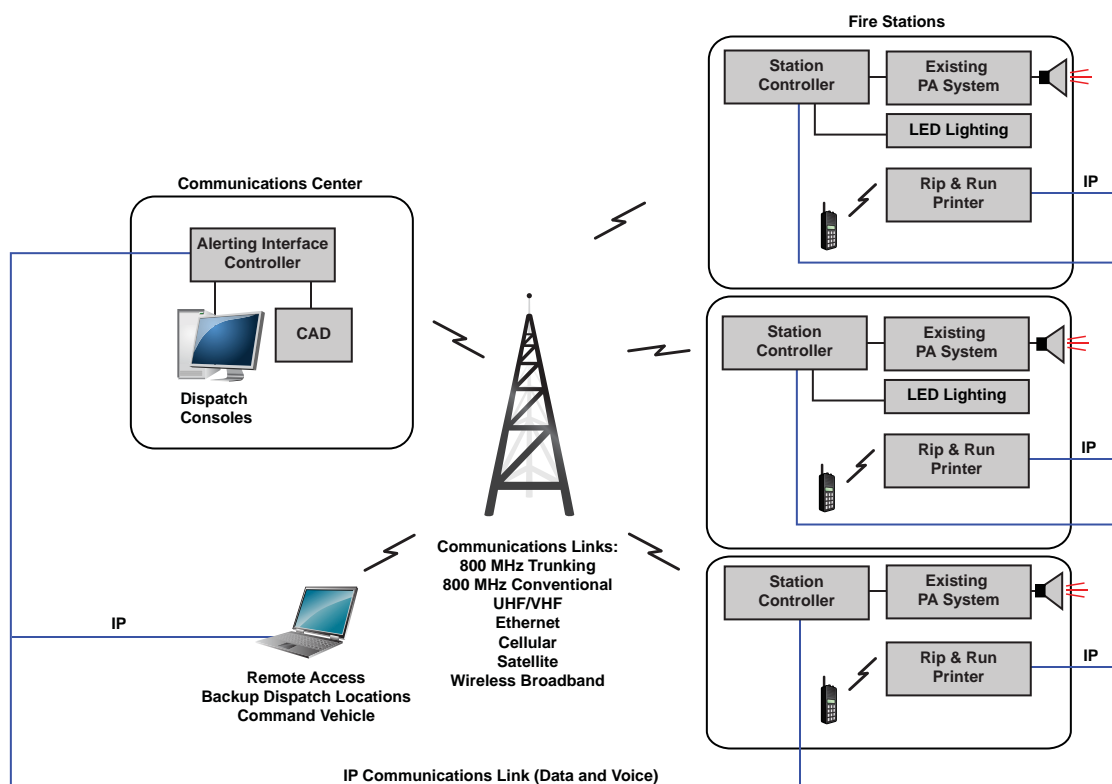 Fire Stations
Station
Controller
Existing
PA System
LED Lighting
Rip & Run
Printer
IP
Communications Center
Alerting Interface
Controller
CAD
Dispatch
Consoles
Station
Controller
Existing
PA System
LED Lighting
Rip & Run
Printer
IP
Communications Links:
800 MHz Trunking
800 MHz Conventional
UHF/VHF
Ethernet
Cellular
Satellite
Wireless Broadband
IP
Remote Access
Backup Dispatch Locations
Command Vehicle
Station
Controller
Existing
PA System
Rip & Run
Printer
IP
IP Communications Link (Data and Voice)